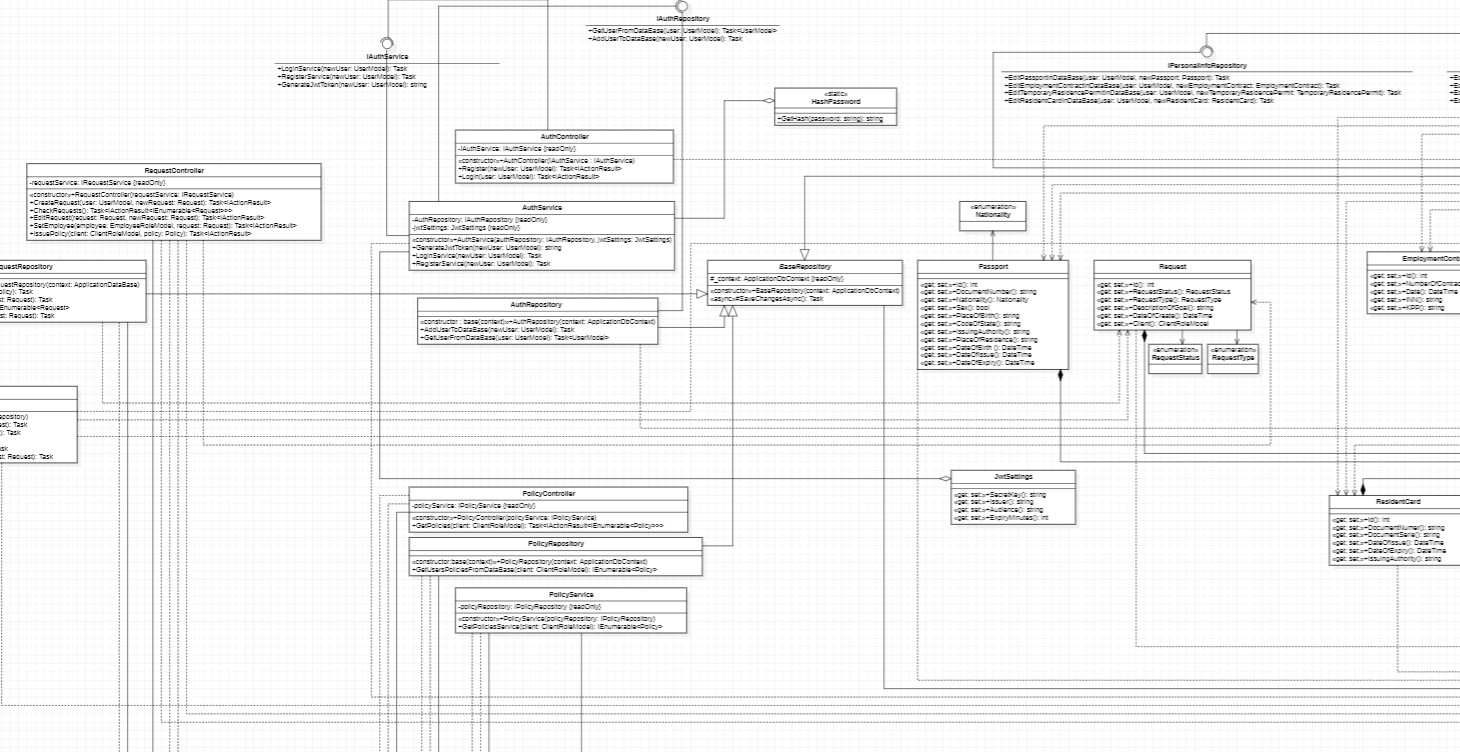 IAuthRepository
+GetUserFromDataBase(user: UserModel): Task<UserModel>
+AddUserToDataBase(newUser: UserModel): Task
IAuthService
+LoginService(newUser: UserModel): Task
+RegisterService(newUser: UserModel): Task
+GenerateJwtToken(newUser: UserModel): string
IPersonalInfoRepository
+EditPassportInDataBase(user: UserModel, newPassport: Passport): Task
+EditEmploymentContractInDataBase(user: UserModel, newEmploymentContract: EmploymentContract): Task
+EditTemporaryResidencePermitInDataBase(user: UserModel, newTemporaryResidencePermit: TemporaryResidencePermit): Task
+EditResidentCardInDataBase(user: UserModel, newResidentCard: ResidentCard): Task
«static»
HashPassword
+GetHash(password: string): string
AuthController
-IAuthService: IAuthService {readOnly}
«constructor»+AuthController(IAuthService : IAuthService)
+Register(newUser: UserModel): Task<IActionResult>
+Login(user: UserModel): Task<IActionResult>
RequestController
-requestService: IRequestService {readOnly}
«constructor»+RequestController(requestService: IRequestService)
+CreateRequest(user: UserModel, newRequest: Request): Task<IActionResult>
+CheckRequests(): Task<IActionResult<IEnumerable<Request>>>
+EditRequest(request: Request, newRequest: Request): Task<IActionResult>
+SetEmployee(employee: EmployeeRoleModel, request: Request): Task<IActionResult>
+IssuePolicy(client: ClientRoleModel, policy: Policy): Task<IActionResult>
AuthService
-AuthRepository: IAuthRepository {readOnly}
-jwtSettings: JwtSettings {readOnly}
«constructor»+AuthService(authRepository: IAuthRepository, jwtSettings: JwtSettings)
+GenerateJwtToken(newUser: UserModel): string
+LoginService(newUser: UserModel): Task
+RegisterService(newUser: UserModel): Task
«enumeration»
Nationality
questRepository
questRepository(context: ApplicationDataBase)
Policy): Task
Request): Task
Enumerable<Request>
st: Request): Task
BaseRepository
#_context: ApplicationDbContext {readOnly}
«constructor»+BaseRepository(context: ApplicationDbContext)
«async»#SaveChangesAsync(): Task
Passport
«get; set;»+Id(): int
«get; set;»+DocumentNumber(): string
«get; set;»+Nationality(): Nationality
«get; set;»+Sex(): bool
«get; set;»+PlaceOfBirth(): string
«get; set;»+CodeOfState(): string
«get; set;»+IssuingAuthority(): string
«get; set;»+PlaceOfResidence(): string
«get; set;»+DateOfBirth (): DateTime
«get; set;»+DateOfIssue(): DateTime
«get; set;»+DateOfExpiry(): DateTime
Request
«get; set;»+Id(): int
«get; set;»+RequestStatus(): RequestStatus
«get; set;»+RequestType(): RequestType
«get; set;»+DescriptionOfGoal(): string
«get; set;»+DateOfCreate(): DateTime
«get; set;»+Client(): ClientRoleModel
EmploymentContr
«get; set;»+Id(): int
«get; set;»+NumberOfContrac
«get; set;»+Date(): DateTime
«get; set;»+INN(): string
«get; set;»+KPP(): string
AuthRepository
«constructor : base(context)»+AuthRepository(context: ApplicationDbContext)
+AddUserToDataBase(newUser: UserModel): Task
+GetUserFromDataBase(user: UserModel): Task<UserModel>
«enumeration»
RequestStatus
«enumeration»
RequestType
epository)
est): Task
): Task
ask
st: Request): Task
JwtSettings
«get; set;»+SecretKey(): string
«get; set;»+Issuer(): string
«get; set;»+Audience(): string
«get; set;»+ExpiryMinutes(): int
PolicyController
-policyService: IPolicyService {readOnly}
«constructor»+PolicyController(policyService: IPolicyService)
+GetPolicies(client: ClientRoleModel): Task<IActionResult<IEnumerable<Policy>>>
ResidentCard
«get; set;»+Id(): int
«get; set;»+DocumentNumer(): string
«get; set;»+DocumentSerie(): string
«get; set;»+DateOfIssue(): DateTime
«get; set;»+DateOfExpiry(): DateTime
«get; set;»+IssuingAuthority(): string
PolicyRepository
«constructor:base(context)»+PolicyRepository(context: ApplicationDbContext)
+GetUsersPoliciesFromDataBase(client: ClientRoleModel): IEnumerable<Policy>
PolicyService
-policyRepository: IPolicyRepository {readOnly}
«constructor»+PolicyService(policyRepository: IPolicyRepository)
+GetPoliciesService(client: ClientRoleModel): IEnumerable<Policy>